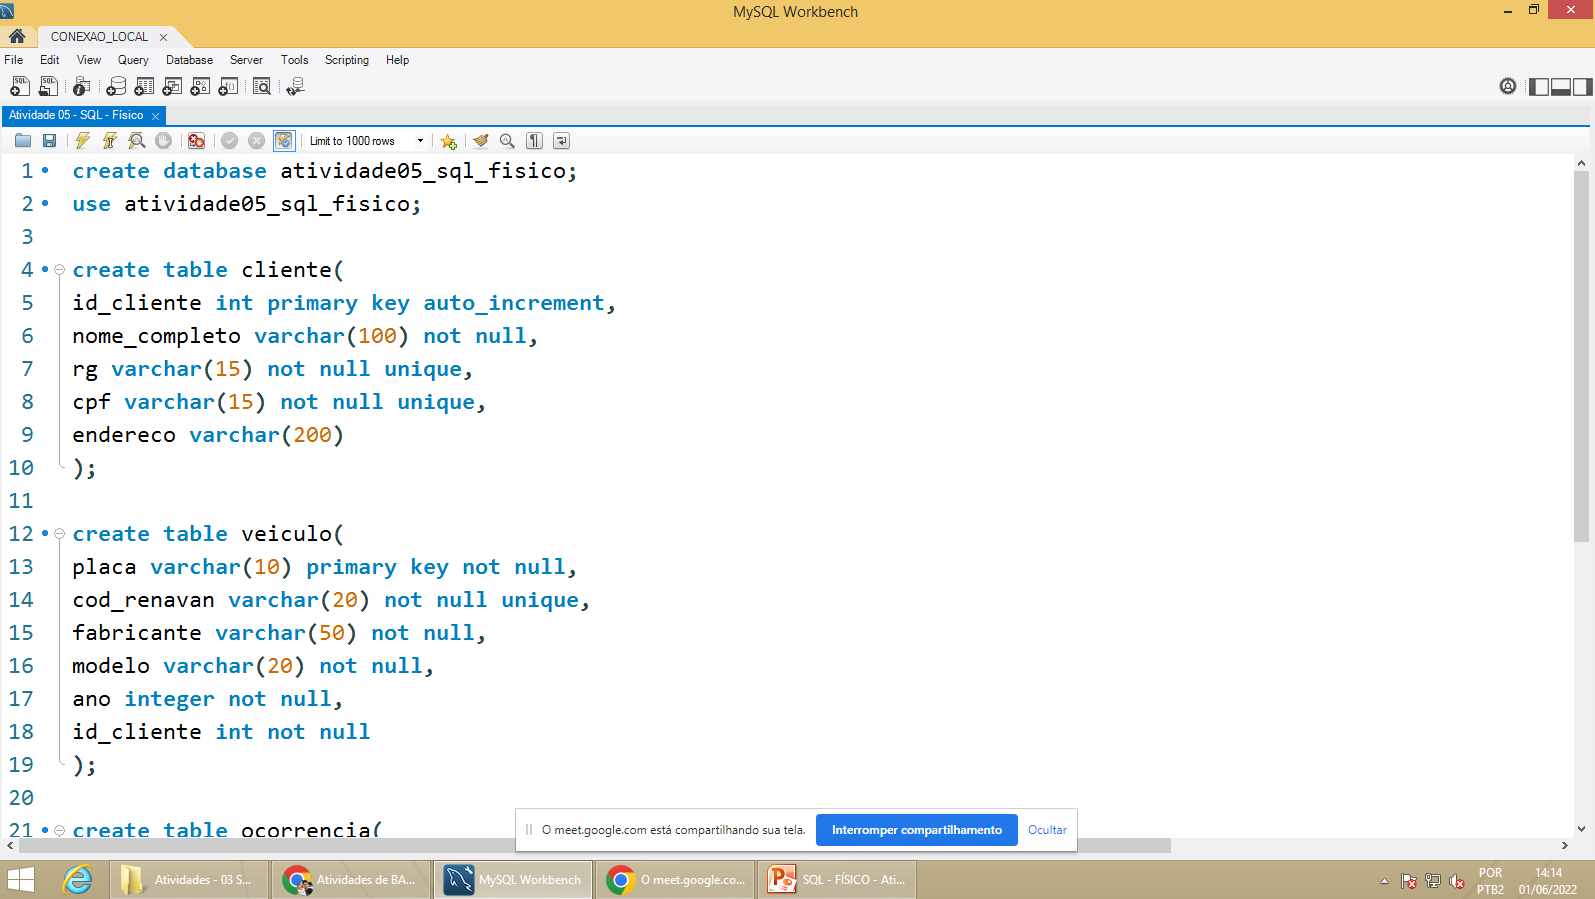 MySQL Workbench
CONEXAO_LOCAL
File Edit View Query Database Server Tools Scripting Help
Atividade 05 - SQL - Físico
Limit to 1000 rows
1 create database atividade05_sql_fisico;
2 use atividade05_sql_fisico;
3
4 create table cliente(
5 id_cliente int primary key auto_increment,
6 nome_completo varchar(100) not null,
7 rg varchar(15) not null unique,
8 cpf varchar(15) not null unique,
9 endereco varchar(200)
10 );
11
12 create table veiculo(
13 placa varchar(10) primary key not null,
14 cod_renavan varchar(20) not null unique,
15 fabricante varchar(50) not null,
16 modelo varchar(20) not null,
17 ano integer not null,
18 id_cliente int not null
19 );
20
21 create table ocorrencia(
O meet.google.com está compartilhando sua tela. Interromper compartilhamento Ocultar
Atividades - 03 S... Atividades de BA... MySQL Workbench O meet.google.co... SQL - FÍSICO - Ati...
POR 14:14
PTB2 01/06/2022